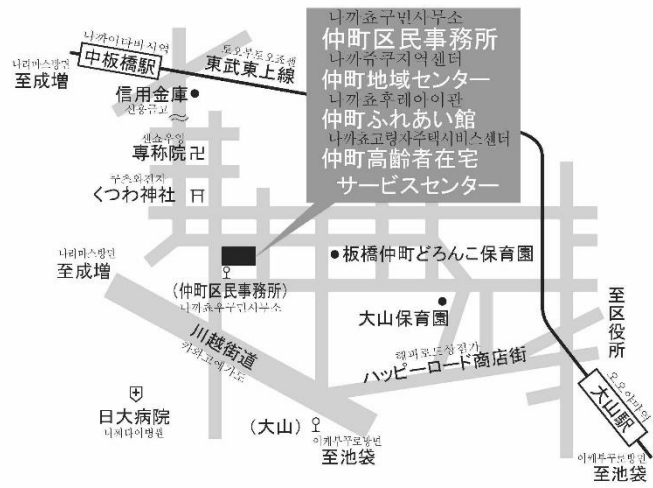 나까쵸구민사무소
仲町区民事務所
나까쥬쿠지역센터
仲町地域センター
나까쵸후레아이관
仲町ふれあい館
나까쵸고령자주택서비스센터
仲町高齢者在宅
サービスセンター
나까이다바시역
中板橋駅
토오부토오죠센
東武東上線
나리마스방면
至成増
信用金庫
신용금고
센쇼우잉
専称院 卍
くつわ神社
나리마스방면
至成増
(仲町区民事務所)
나까쵸우구민사무소
板橋仲町どろんこ保育園
大山保育園
川越街道
카와고에가도
해피로드상점가
ハッピーロード商店街
至区役所
오오야마역
大山駅
日大病院
니찌다이병원
(大山)
이케부꾸로방면
至池袋
이케부꾸로방면
至池袋